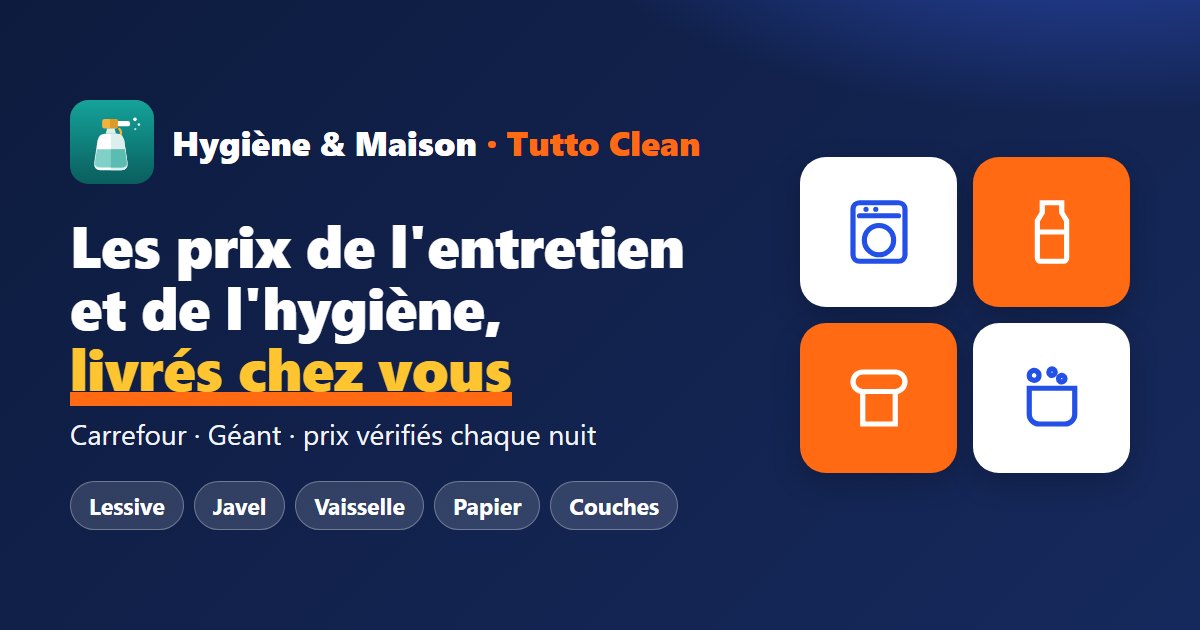 Hygiène & Maison · Tutto Clean
Les prix de l'entretien
et de l'hygiène,
livrés chez vous
Carrefour · Géant · prix vérifiés chaque nuit
Lessive Javel Vaisselle Papier Couches